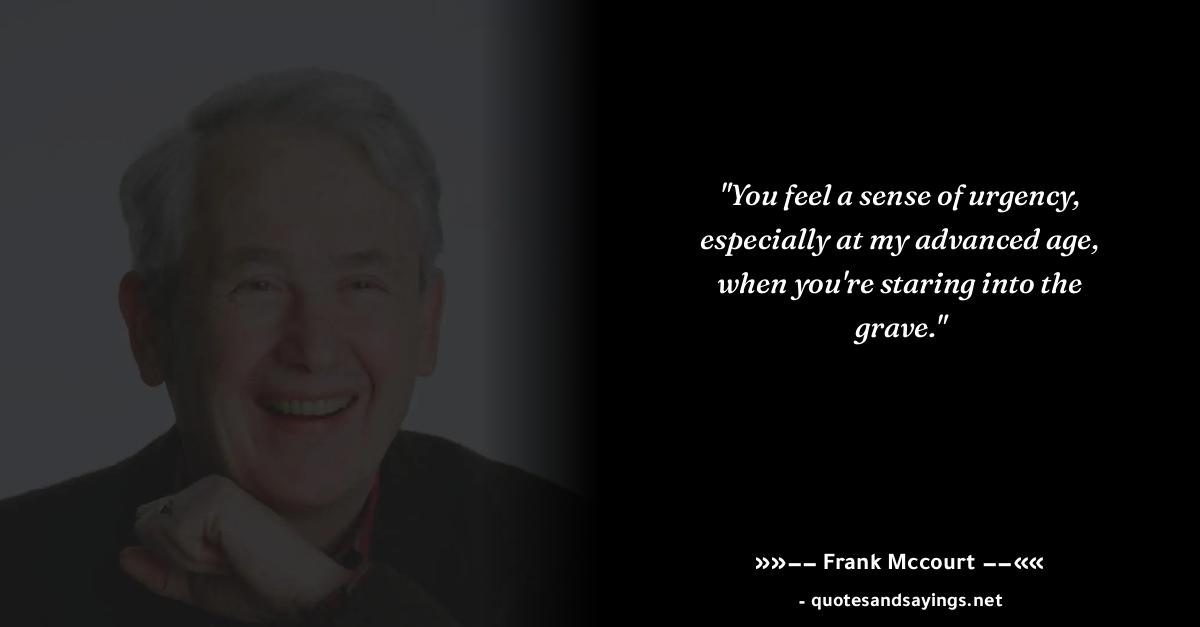 "You feel a sense of urgency,
especially at my advanced age,
when you're staring into the
grave."
»»−− Frank Mccourt −−««
- quotesandsayings.net